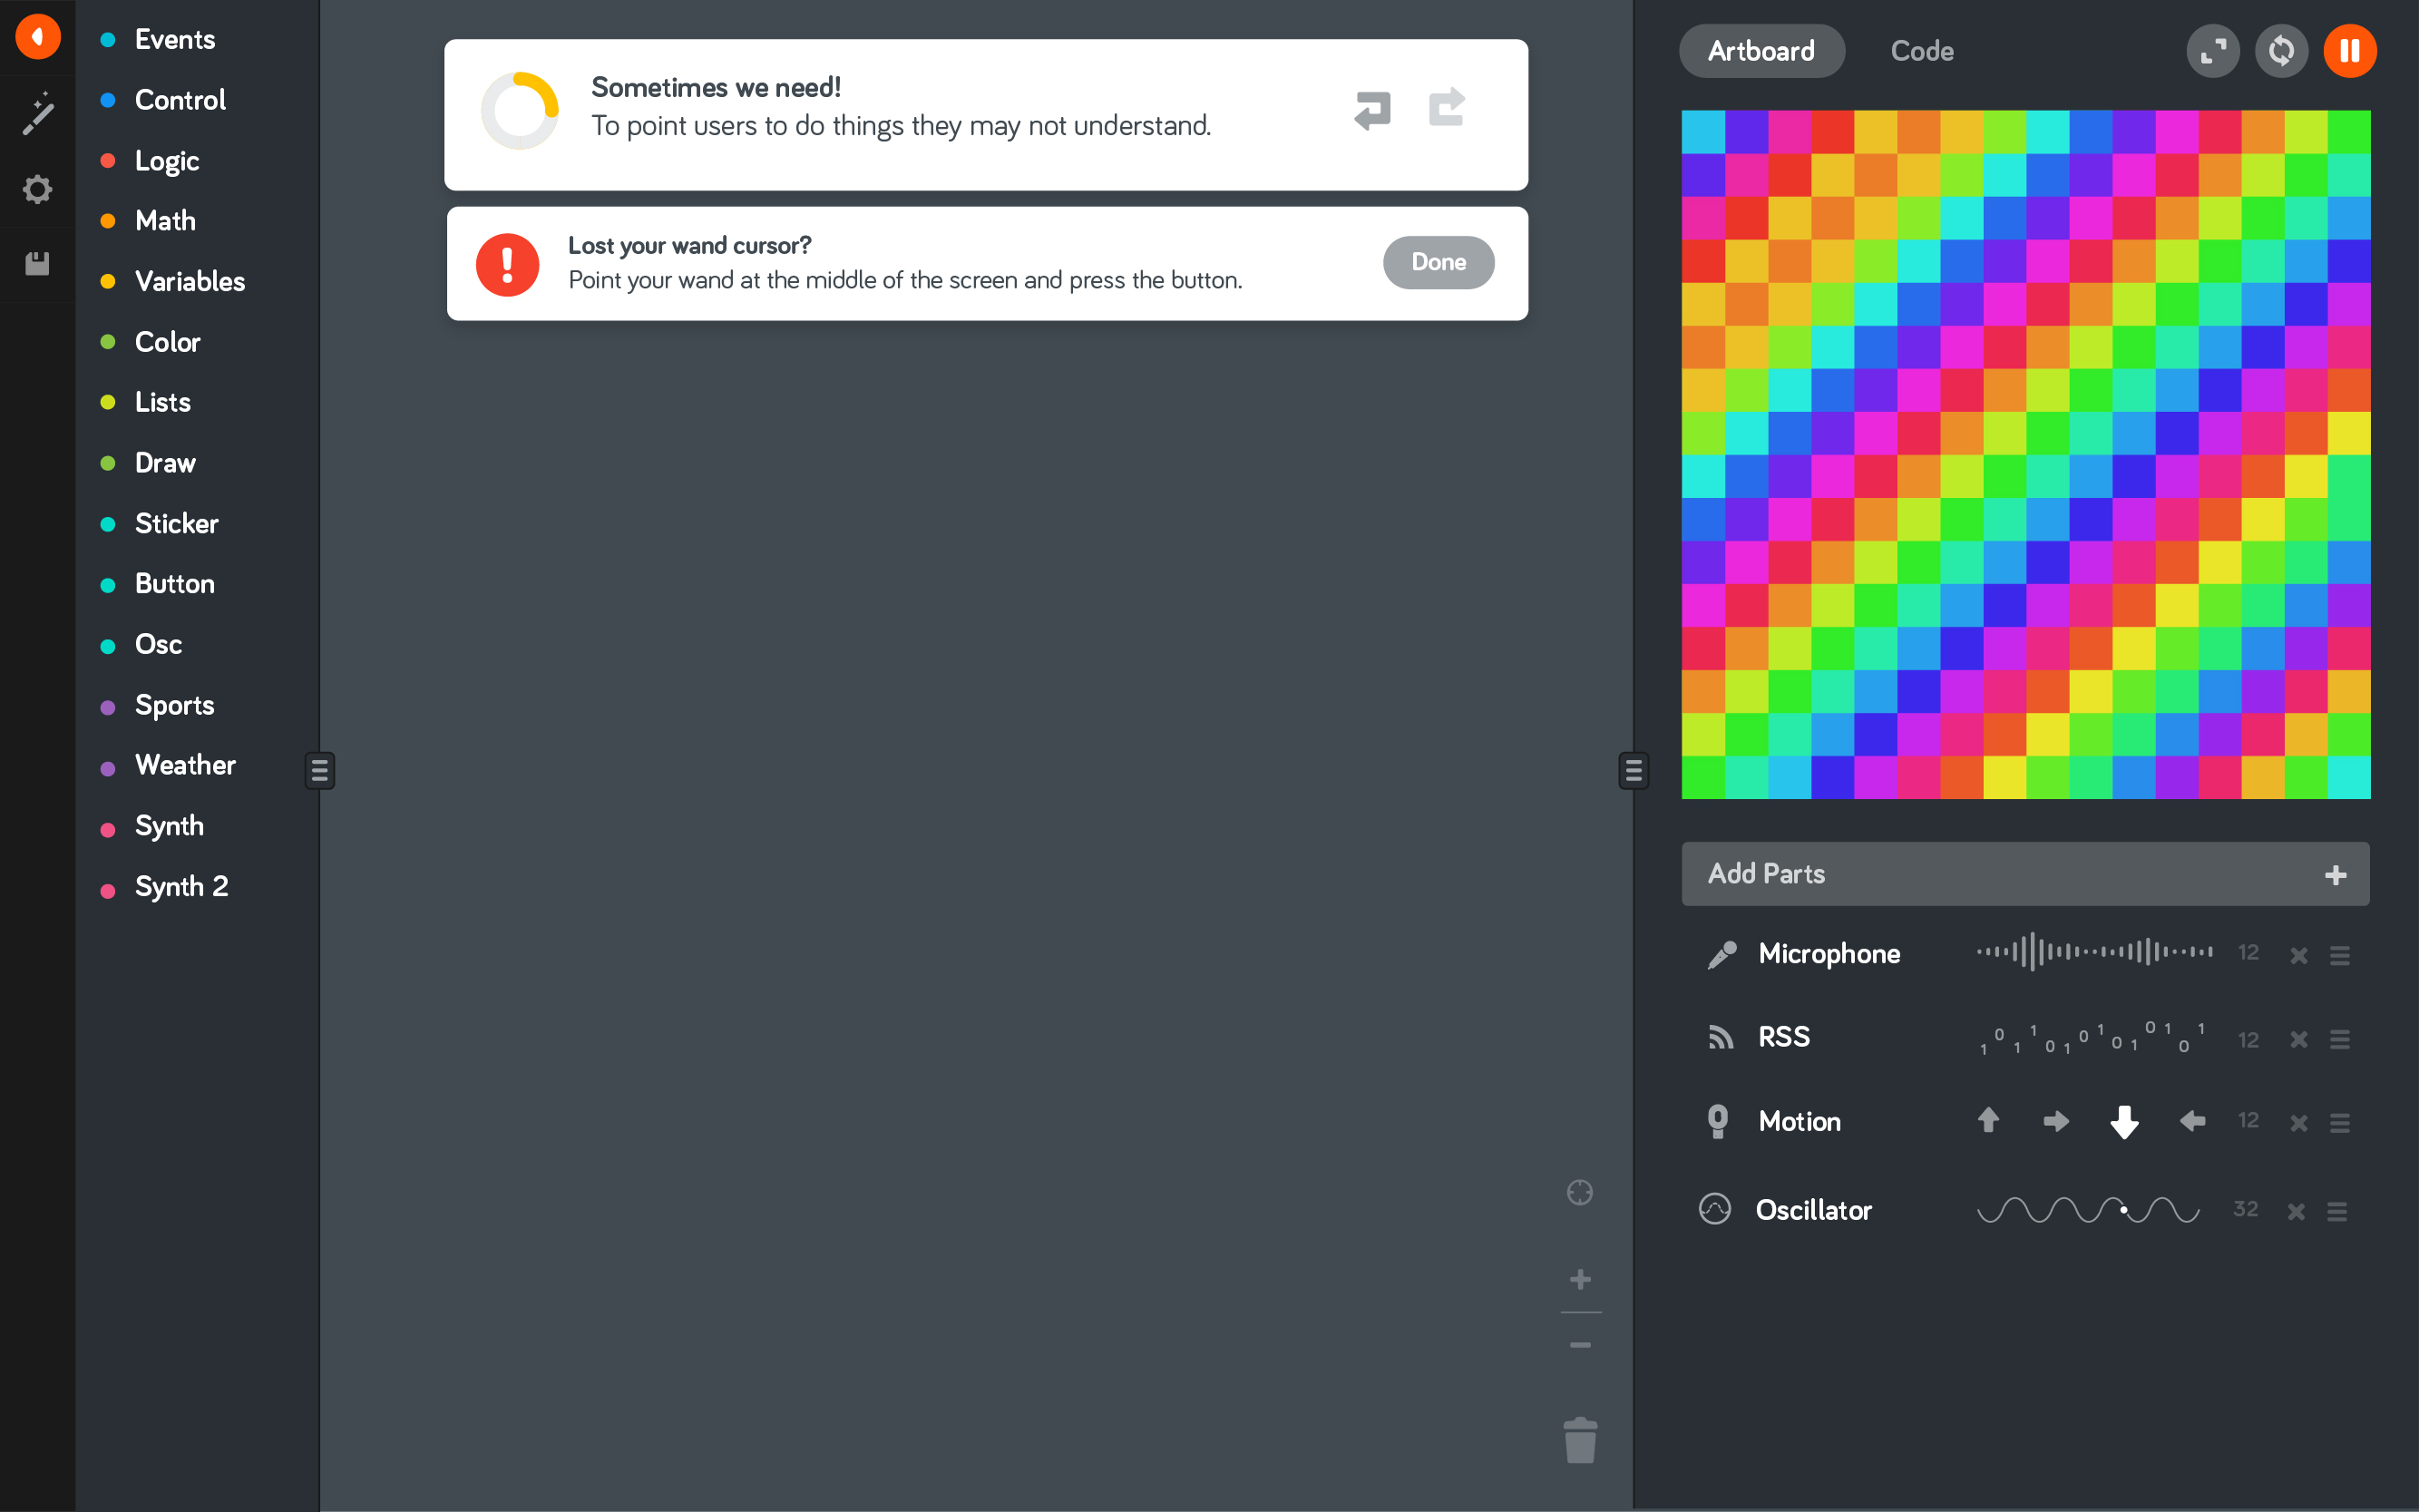 Events
Control
Logic
Math
Variables
Color
Lists
Draw
Sticker
Button
Osc
Sports
Weather
Synth
Synth 2
Sometimes we need!
To point users to do things they may not understand.
Lost your wand cursor?
Point your wand at the middle of the screen and press the button.
Done
Artboard Code
Add Parts
Microphone 12
RSS 1 0 1 1 0 1 0 1 0 1 0 1 0 1 12
Motion 12
Oscillator 32